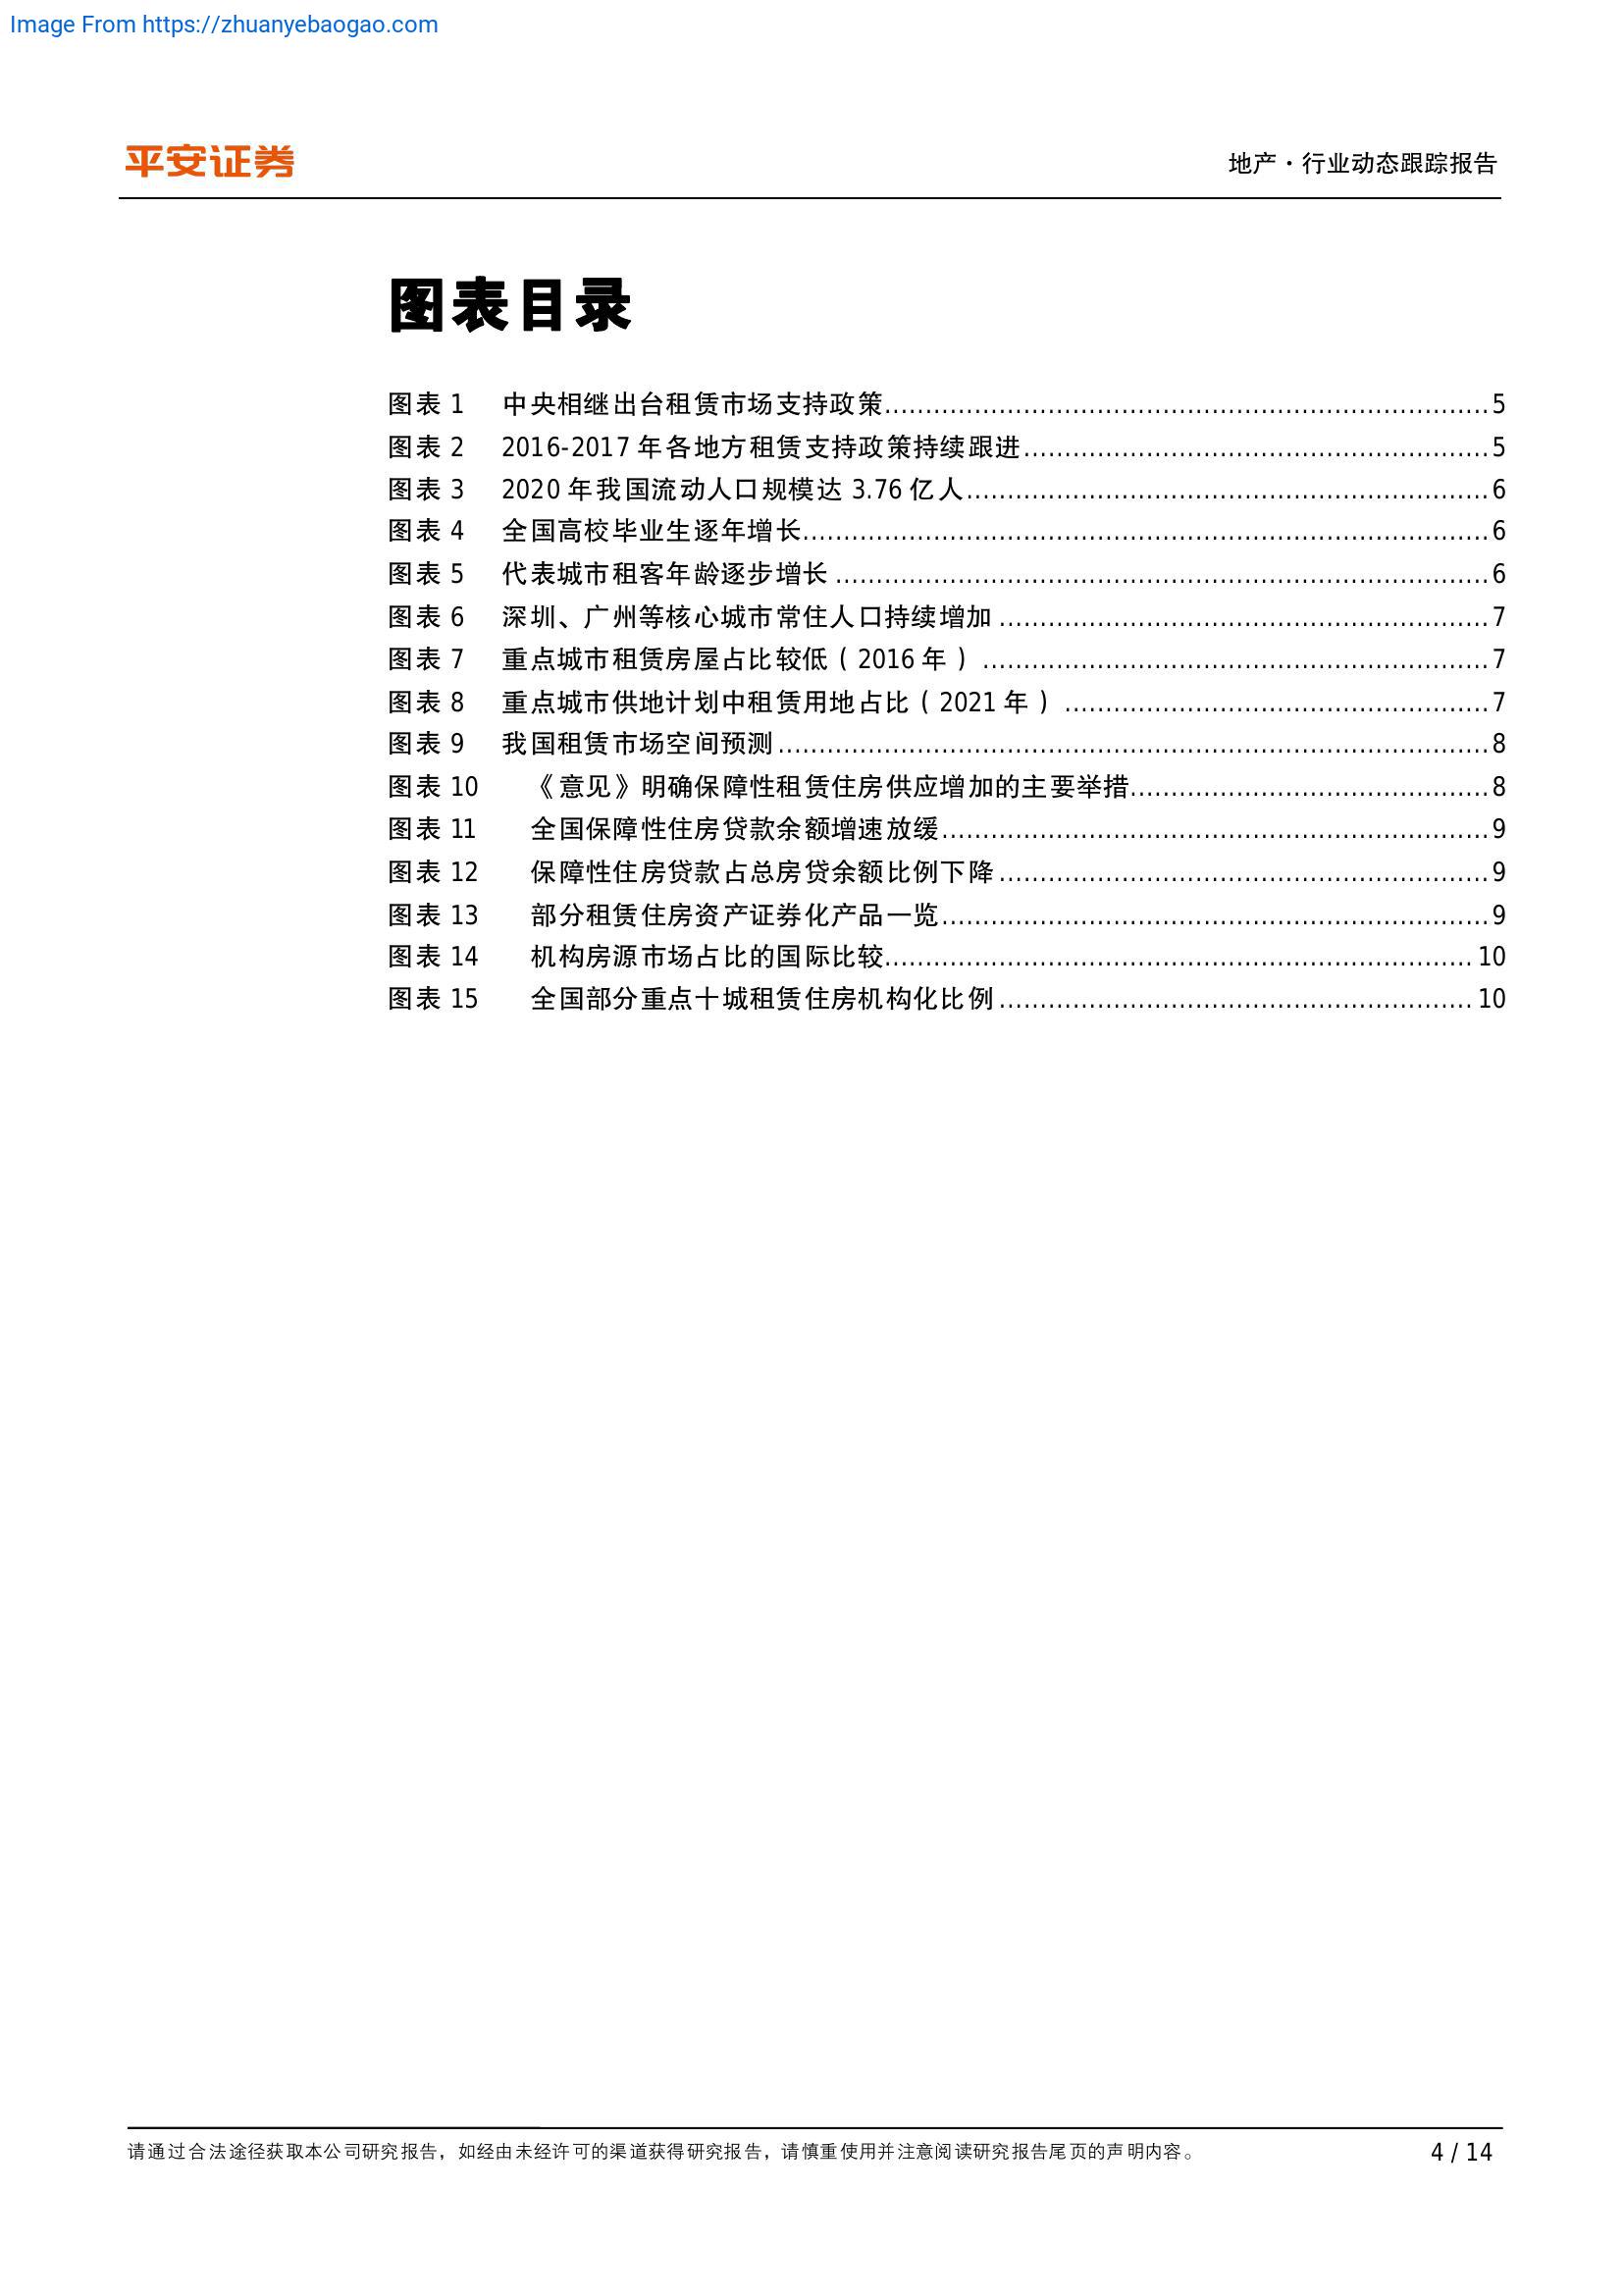 Image From https://zhuanyebaogao.com
平安证券
地产·行业动态跟踪报告
图表目录
图表 1 中央相继出台租赁市场支持政策 5
图表 2 2016-2017 年各地方租赁支持政策持续跟进 5
图表 3 2020 年我国流动人口规模达 3.76 亿人 6
图表 4 全国高校毕业生逐年增长 6
图表 5 代表城市租客年龄逐步增长 6
图表 6 深圳、广州等核心城市常住人口持续增加 7
图表 7 重点城市租赁房屋占比较低（2016 年） 7
图表 8 重点城市供地计划中租赁用地占比（2021 年） 7
图表 9 我国租赁市场空间预测 8
图表 10 《意见》明确保障性租赁住房供应增加的主要举措 8
图表 11 全国保障性住房贷款余额增速放缓 9
图表 12 保障性住房贷款占总房贷余额比例下降 9
图表 13 部分租赁住房资产证券化产品一览 9
图表 14 机构房源市场占比的国际比较 10
图表 15 全国部分重点十城租赁住房机构化比例 10
请通过合法途径获取本公司研究报告，如经由未经许可的渠道获得研究报告，请慎重使用并注意阅读研究报告尾页的声明内容。
4 / 14